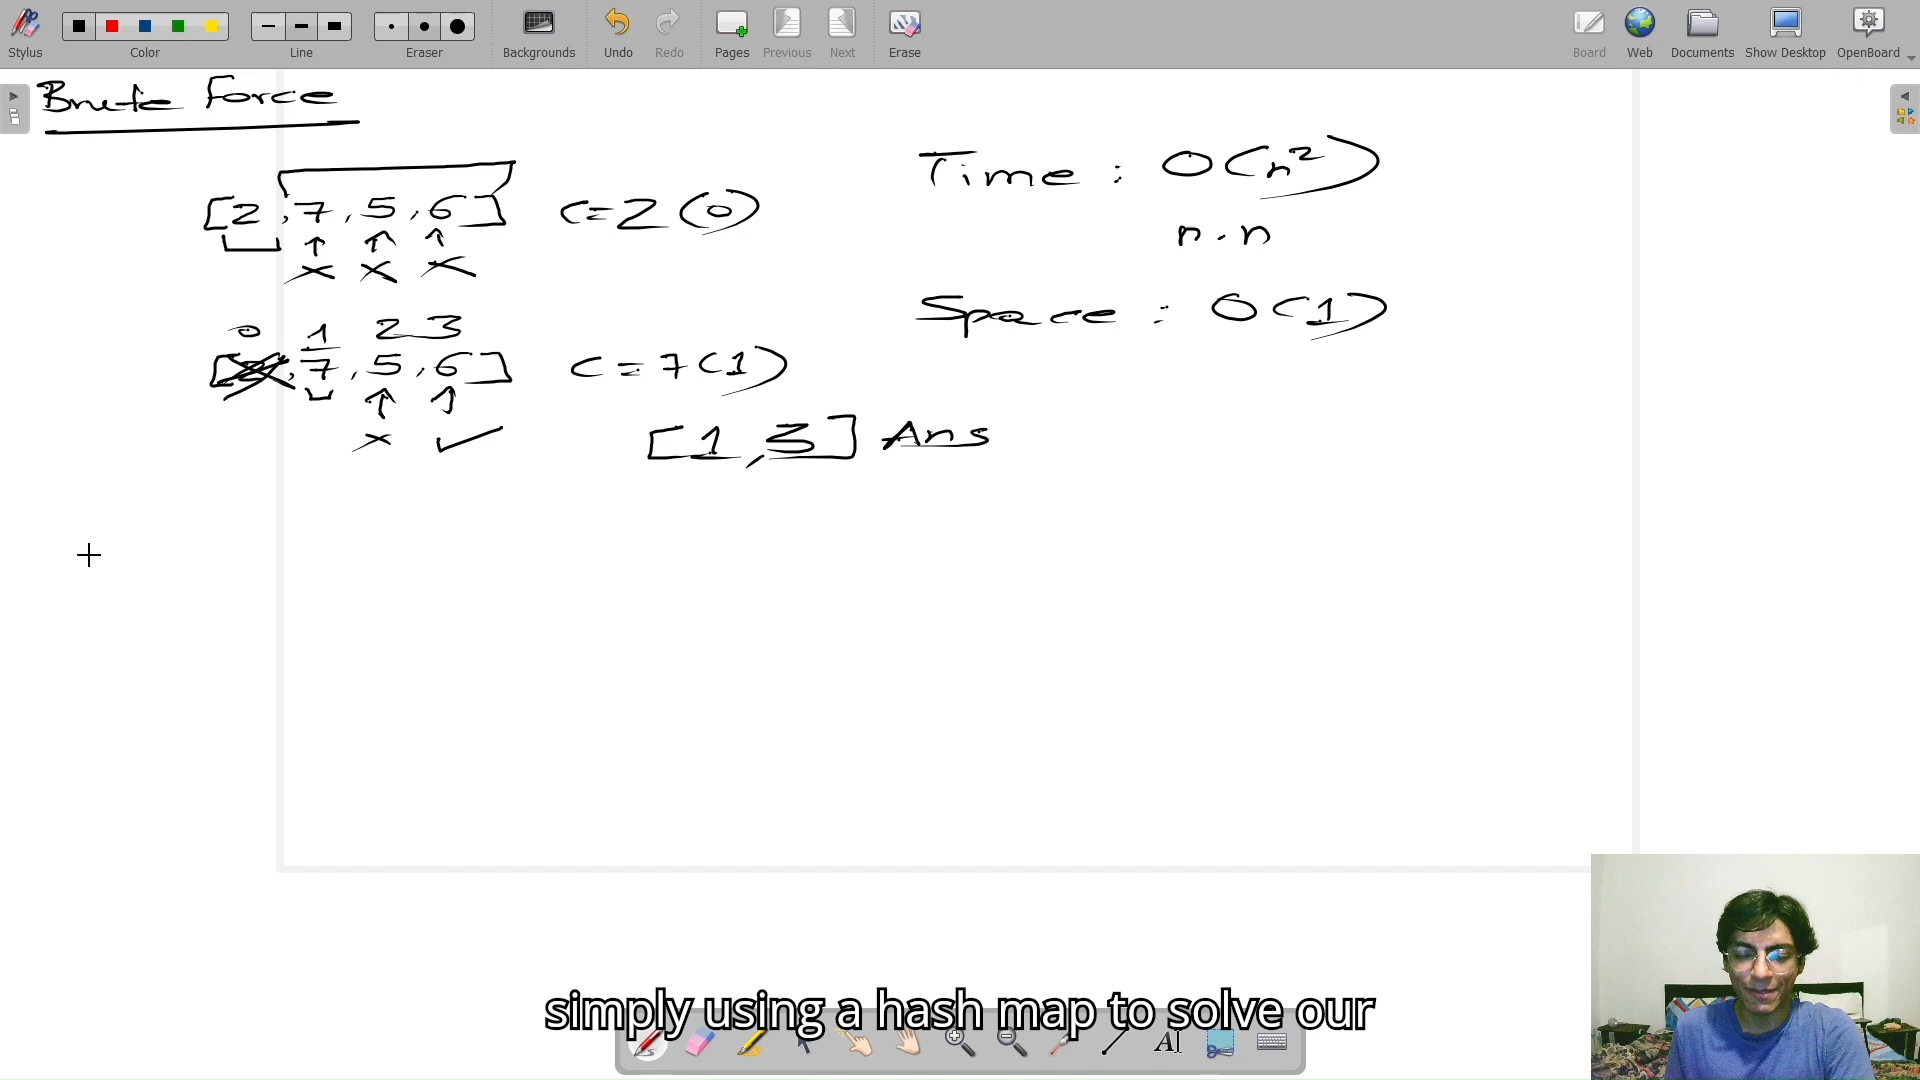 Stylus Color Line Eraser Backgrounds Undo Redo Pages Previous Next Erase Board Web Documents Show Desktop OpenBoard
Brute Force
[2, 7, 5, 6] C=2 (0)
Time : O(n²)
n.n
Space : O(1)
0 1 2 3
[2, 7, 5, 6] C=7(1)
[1, 3] Ans
simply using a hash map to solve our